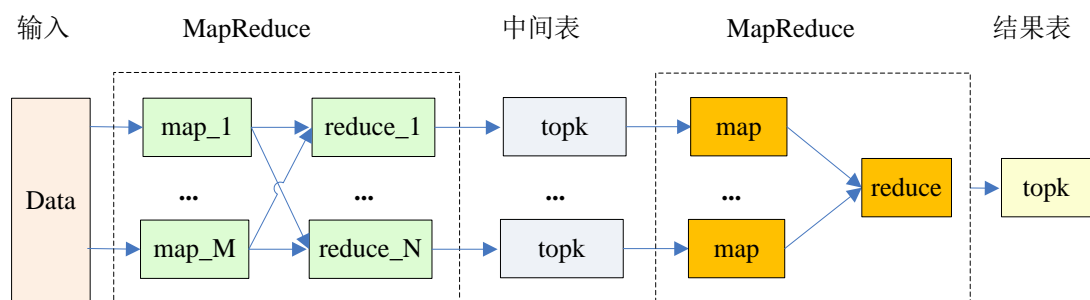 输入 MapReduce 中间表 MapReduce 结果表
map_1 reduce_1 topk map
Data ... ... ... ... reduce topk
map_M reduce_N topk map